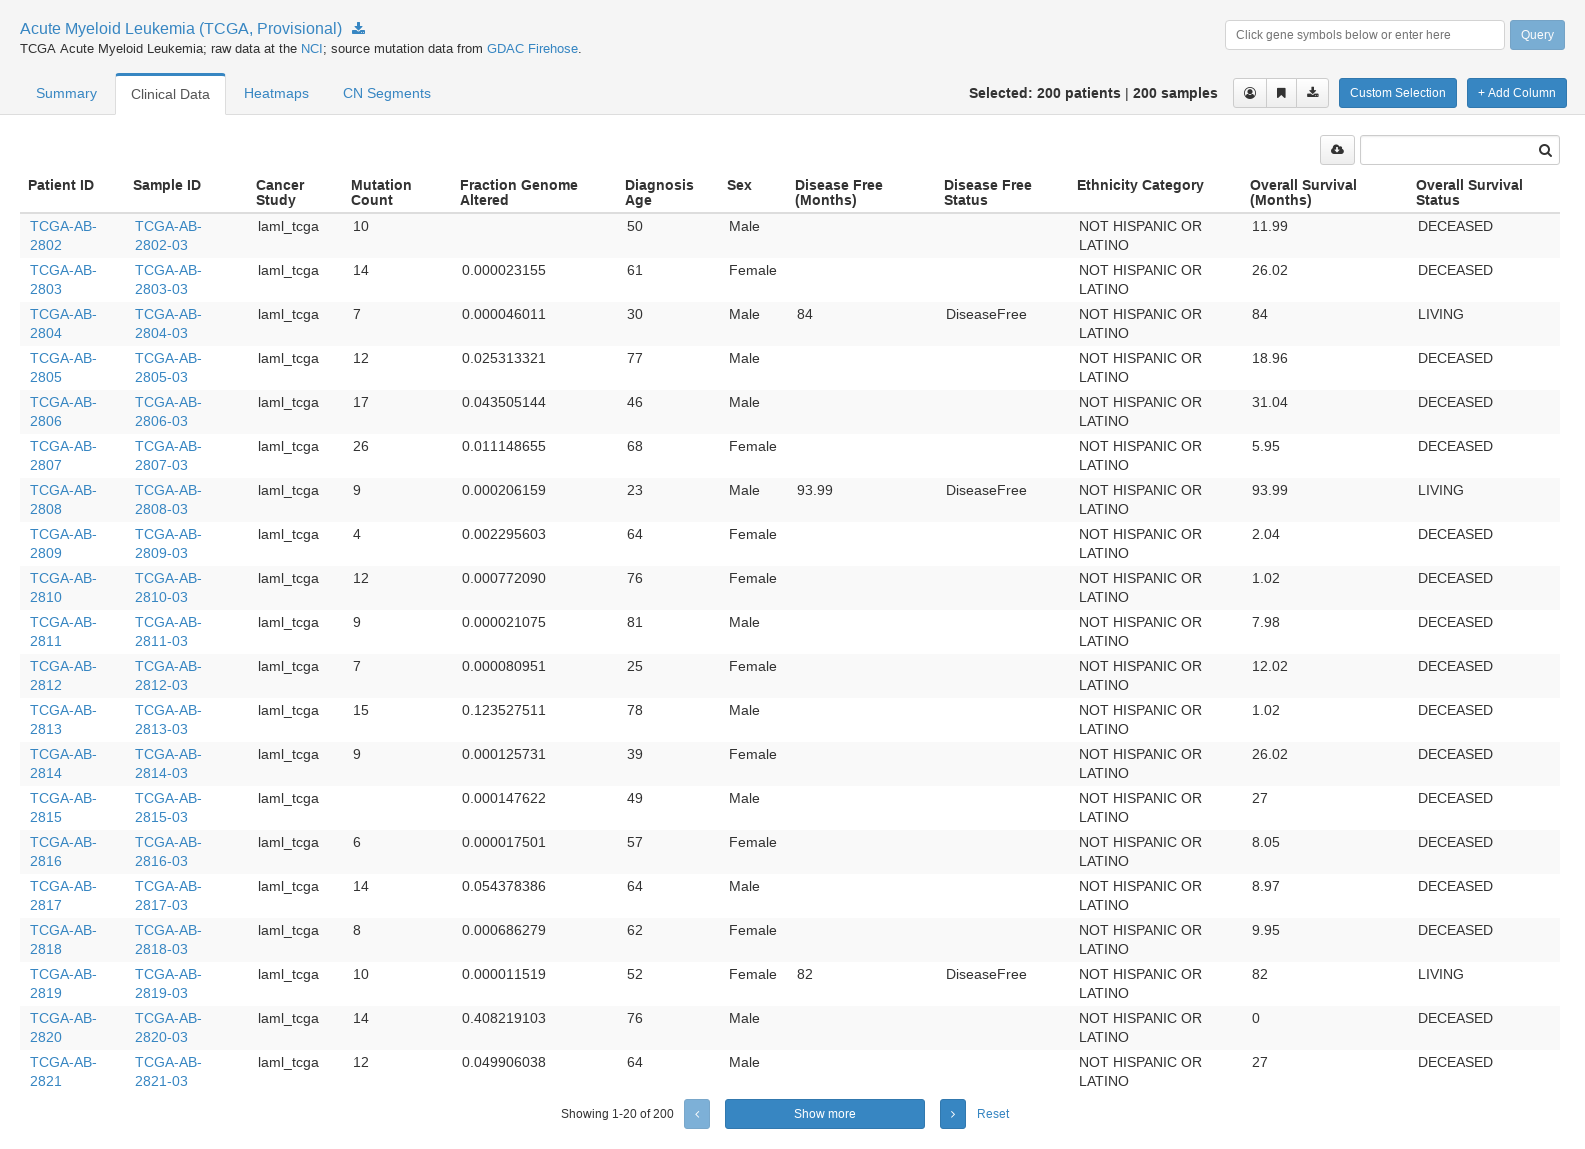 Acute Myeloid Leukemia (TCGA, Provisional)
Click gene symbols below or enter here Query
TCGA Acute Myeloid Leukemia; raw data at the NCI; source mutation data from GDAC Firehose.
Summary Clinical Data Heatmaps CN Segments Selected: 200 patients | 200 samples Custom Selection + Add Column
Patient ID Sample ID Cancer Study Mutation Count Fraction Genome Altered Diagnosis Age Sex Disease Free (Months) Disease Free Status Ethnicity Category Overall Survival (Months) Overall Survival Status
TCGA-AB-2802 TCGA-AB-2802-03 laml_tcga 10 50 Male NOT HISPANIC OR LATINO 11.99 DECEASED
TCGA-AB-2803 TCGA-AB-2803-03 laml_tcga 14 0.000023155 61 Female NOT HISPANIC OR LATINO 26.02 DECEASED
TCGA-AB-2804 TCGA-AB-2804-03 laml_tcga 7 0.000046011 30 Male 84 DiseaseFree NOT HISPANIC OR LATINO 84 LIVING
TCGA-AB-2805 TCGA-AB-2805-03 laml_tcga 12 0.025313321 77 Male NOT HISPANIC OR LATINO 18.96 DECEASED
TCGA-AB-2806 TCGA-AB-2806-03 laml_tcga 17 0.043505144 46 Male NOT HISPANIC OR LATINO 31.04 DECEASED
TCGA-AB-2807 TCGA-AB-2807-03 laml_tcga 26 0.011148655 68 Female NOT HISPANIC OR LATINO 5.95 DECEASED
TCGA-AB-2808 TCGA-AB-2808-03 laml_tcga 9 0.000206159 23 Male 93.99 DiseaseFree NOT HISPANIC OR LATINO 93.99 LIVING
TCGA-AB-2809 TCGA-AB-2809-03 laml_tcga 4 0.002295603 64 Female NOT HISPANIC OR LATINO 2.04 DECEASED
TCGA-AB-2810 TCGA-AB-2810-03 laml_tcga 12 0.000772090 76 Female NOT HISPANIC OR LATINO 1.02 DECEASED
TCGA-AB-2811 TCGA-AB-2811-03 laml_tcga 9 0.000021075 81 Male NOT HISPANIC OR LATINO 7.98 DECEASED
TCGA-AB-2812 TCGA-AB-2812-03 laml_tcga 7 0.000080951 25 Female NOT HISPANIC OR LATINO 12.02 DECEASED
TCGA-AB-2813 TCGA-AB-2813-03 laml_tcga 15 0.123527511 78 Male NOT HISPANIC OR LATINO 1.02 DECEASED
TCGA-AB-2814 TCGA-AB-2814-03 laml_tcga 9 0.000125731 39 Female NOT HISPANIC OR LATINO 26.02 DECEASED
TCGA-AB-2815 TCGA-AB-2815-03 laml_tcga 0.000147622 49 Male NOT HISPANIC OR LATINO 27 DECEASED
TCGA-AB-2816 TCGA-AB-2816-03 laml_tcga 6 0.000017501 57 Female NOT HISPANIC OR LATINO 8.05 DECEASED
TCGA-AB-2817 TCGA-AB-2817-03 laml_tcga 14 0.054378386 64 Male NOT HISPANIC OR LATINO 8.97 DECEASED
TCGA-AB-2818 TCGA-AB-2818-03 laml_tcga 8 0.000686279 62 Female NOT HISPANIC OR LATINO 9.95 DECEASED
TCGA-AB-2819 TCGA-AB-2819-03 laml_tcga 10 0.000011519 52 Female 82 DiseaseFree NOT HISPANIC OR LATINO 82 LIVING
TCGA-AB-2820 TCGA-AB-2820-03 laml_tcga 14 0.408219103 76 Male NOT HISPANIC OR LATINO 0 DECEASED
TCGA-AB-2821 TCGA-AB-2821-03 laml_tcga 12 0.049906038 64 Male NOT HISPANIC OR LATINO 27 DECEASED
Showing 1-20 of 200 Show more Reset